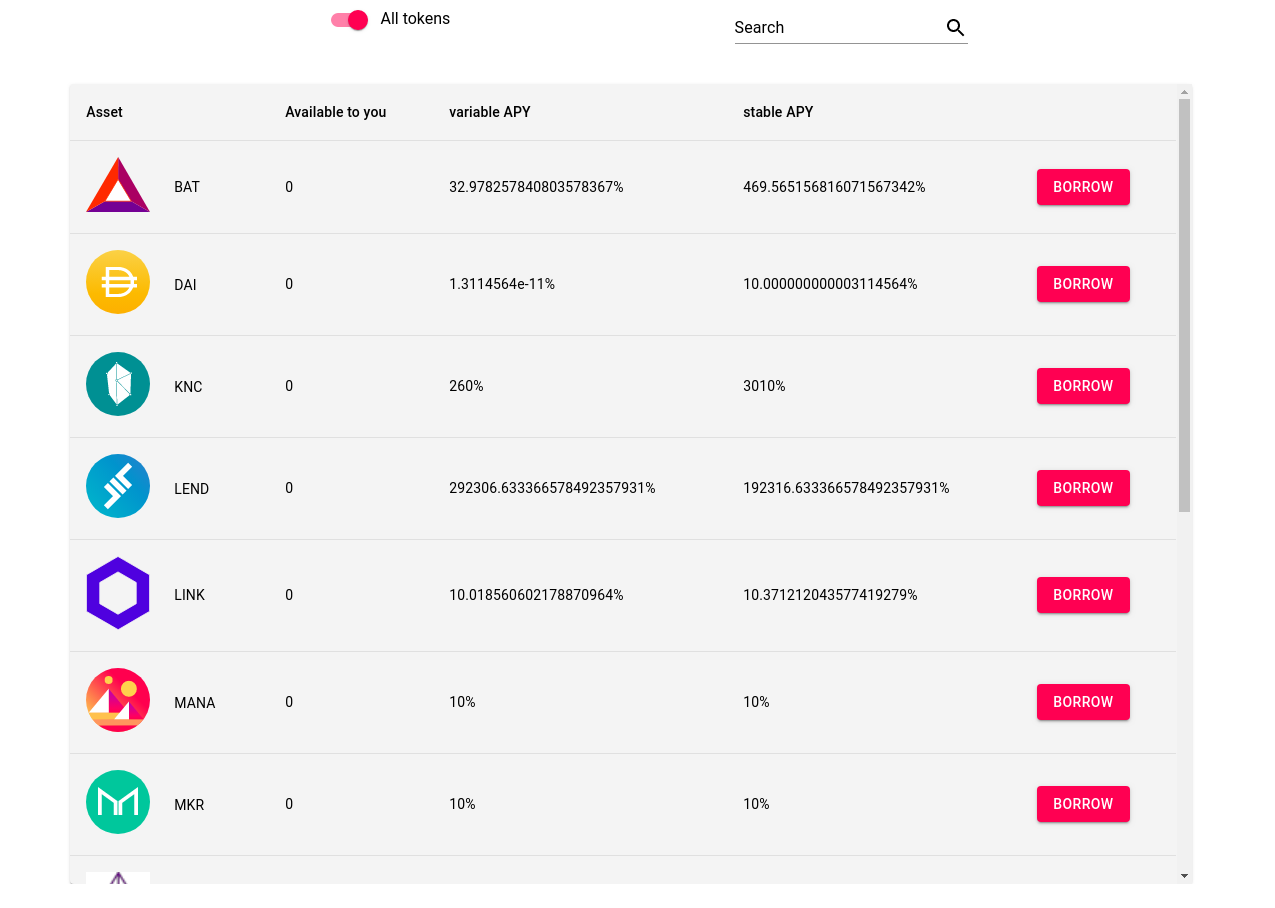 All tokens
Search
Asset Available to you variable APY stable APY
BAT 0 32.978257840803578367% 469.565156816071567342% BORROW
DAI 0 1.3114564e-11% 10.000000000003114564% BORROW
KNC 0 260% 3010% BORROW
LEND 0 292306.633366578492357931% 192316.633366578492357931% BORROW
LINK 0 10.018560602178870964% 10.371212043577419279% BORROW
MANA 0 10% 10% BORROW
MKR 0 10% 10% BORROW